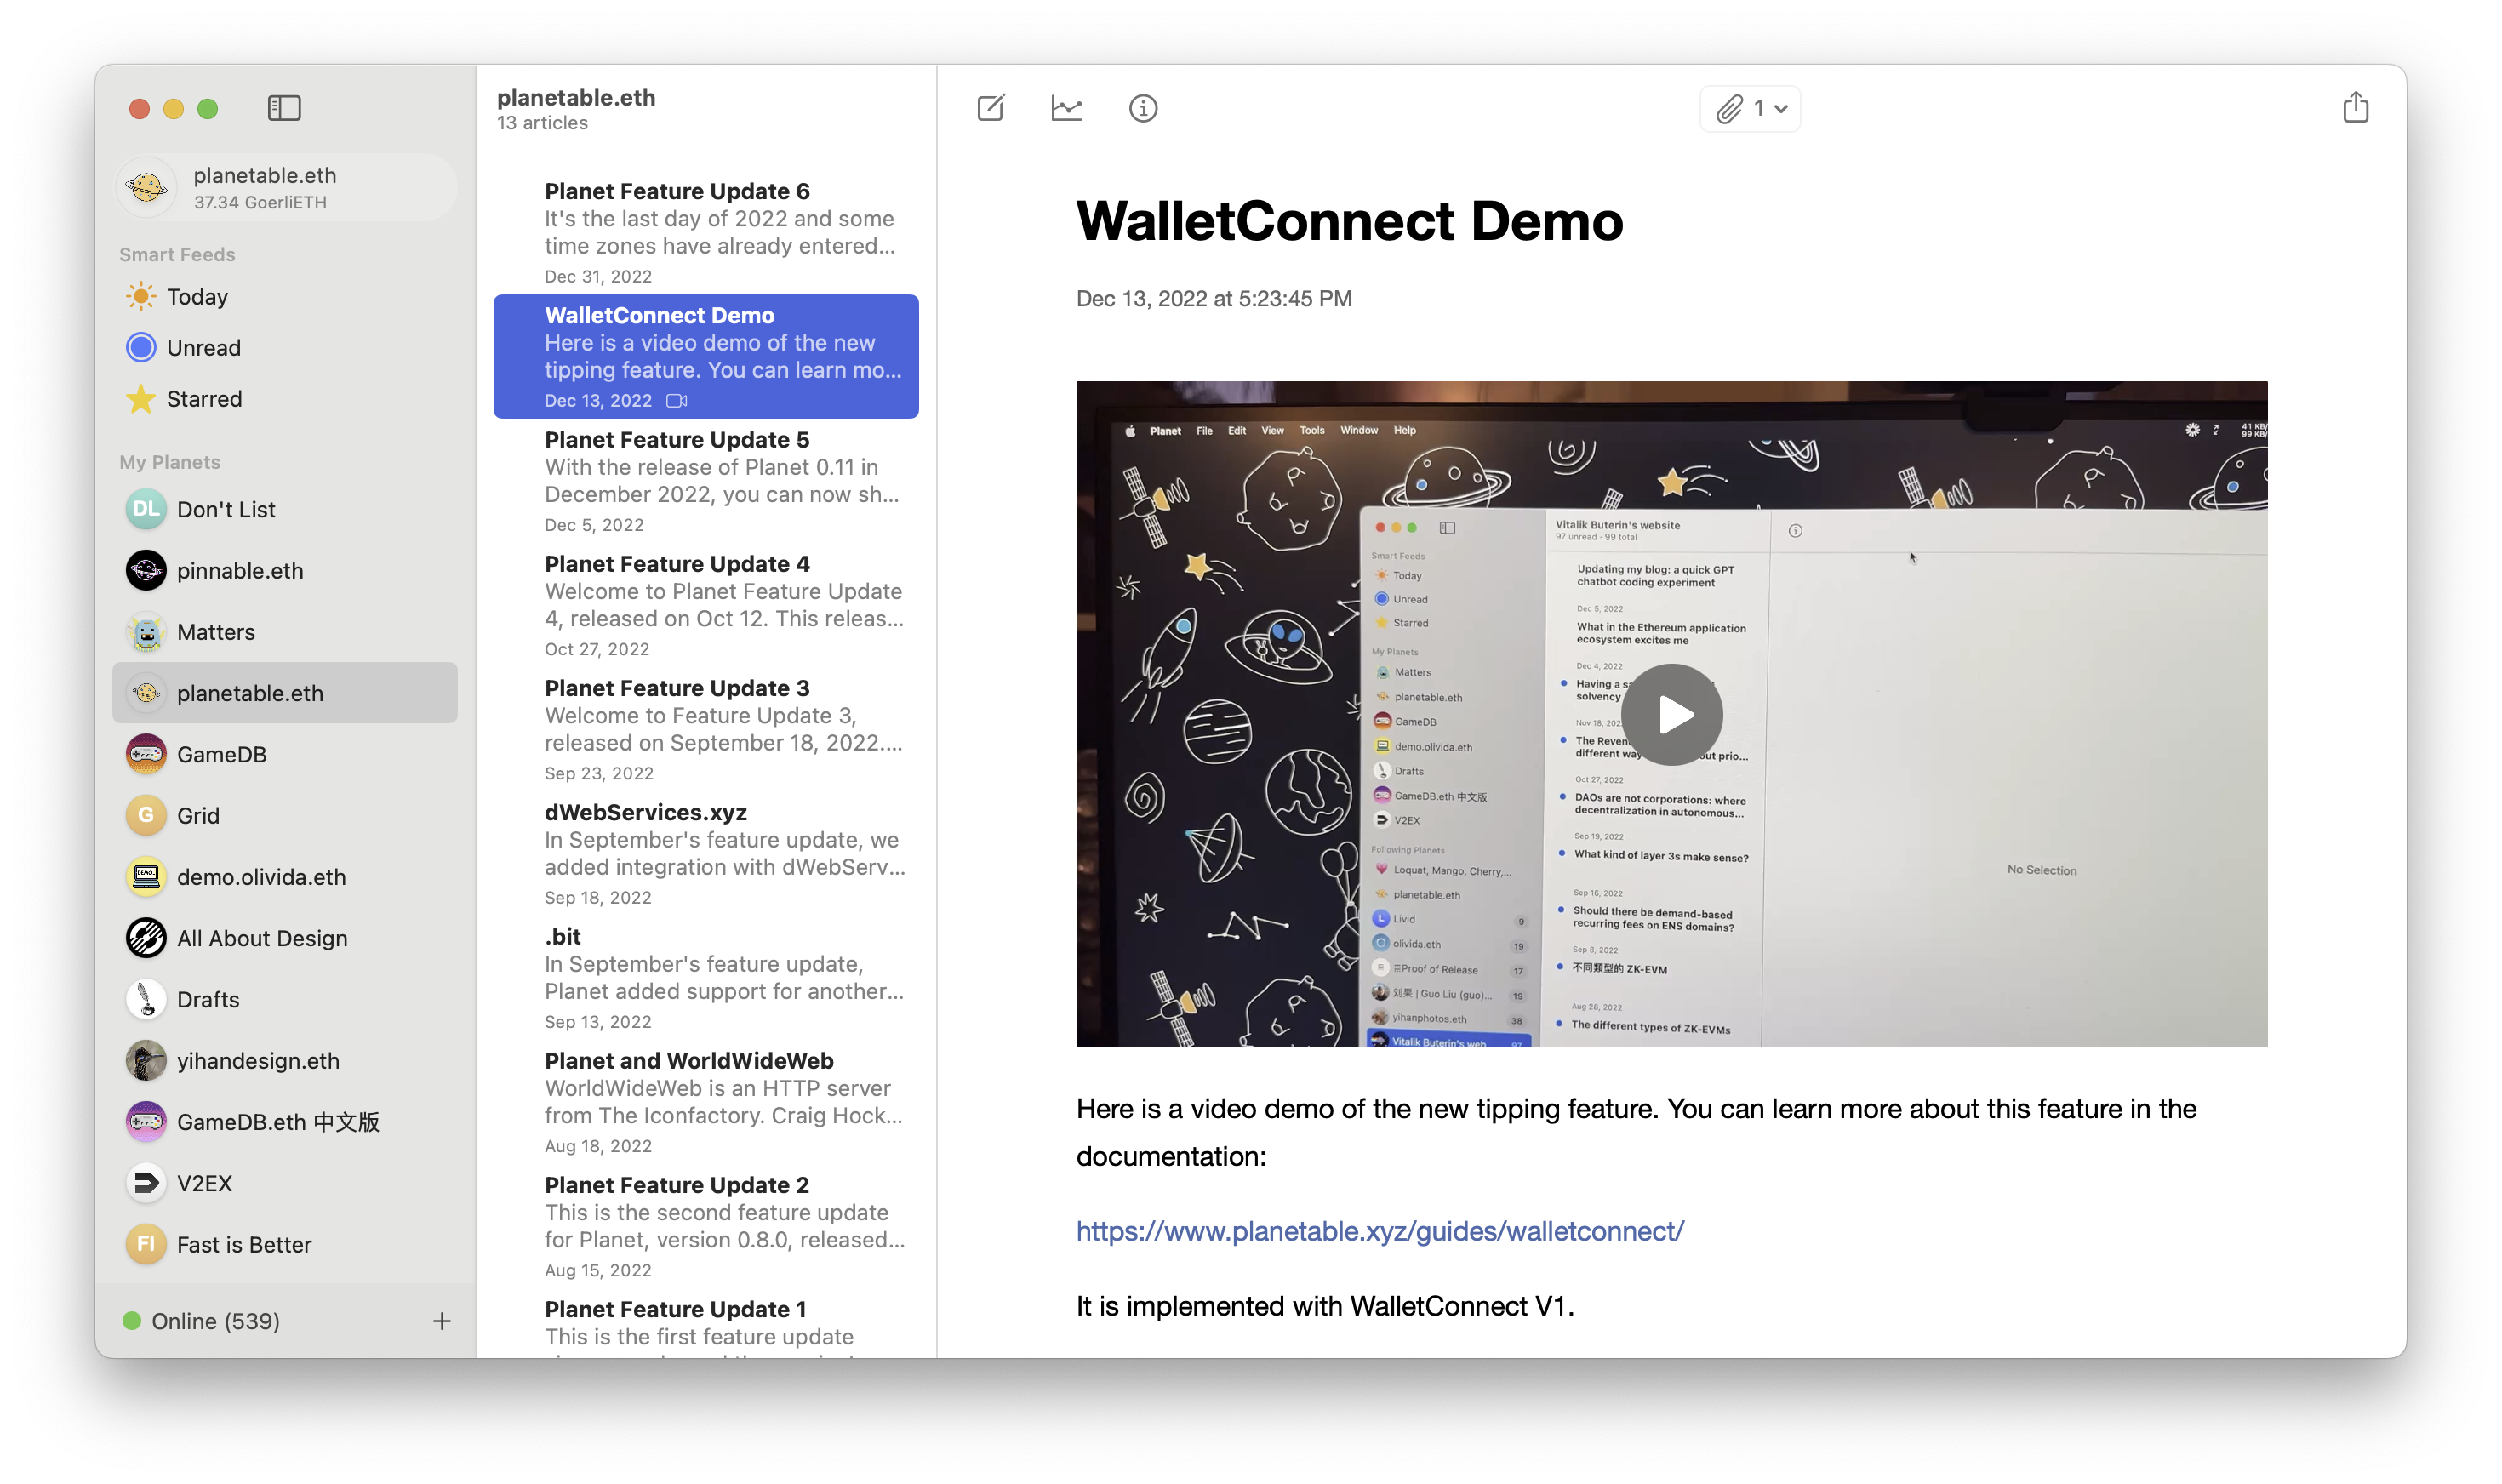 planetable.eth
37.34 GoerliETH
Smart Feeds
Today
Unread
Starred
My Planets
DL Don't List
pinnable.eth
Matters
planetable.eth
GameDB
G Grid
demo.olivida.eth
All About Design
Drafts
yihandesign.eth
GameDB.eth 中文版
V2EX
FI Fast is Better
Online (539)
planetable.eth
13 articles
Planet Feature Update 6
It's the last day of 2022 and some
time zones have already entered...
Dec 31, 2022
WalletConnect Demo
Here is a video demo of the new
tipping feature. You can learn mo...
Dec 13, 2022
Planet Feature Update 5
With the release of Planet 0.11 in
December 2022, you can now sh...
Dec 5, 2022
Planet Feature Update 4
Welcome to Planet Feature Update
4, released on Oct 12. This releas...
Oct 27, 2022
Planet Feature Update 3
Welcome to Feature Update 3,
released on September 18, 2022....
Sep 23, 2022
dWebServices.xyz
In September's feature update, we
added integration with dWebServ...
Sep 18, 2022
.bit
In September's feature update,
Planet added support for another...
Sep 13, 2022
Planet and WorldWideWeb
WorldWideWeb is an HTTP server
from The Iconfactory. Craig Hock...
Aug 18, 2022
Planet Feature Update 2
This is the second feature update
for Planet, version 0.8.0, released...
Aug 15, 2022
Planet Feature Update 1
This is the first feature update
1
WalletConnect Demo
Dec 13, 2022 at 5:23:45 PM
Planet File Edit View Tools Window Help
41 KB/
99 KB/
Smart Feeds
Today
Unread
Starred
My Planets
Matters
planetable.eth
GameDB
demo.olivida.eth
Drafts
GameDB.eth 中文版
V2EX
Following Planets
Loquat, Mango, Cherry,...
planetable.eth
L Livid 9
olivida.eth 19
Proof of Release 17
刘果 | Guo Liu (guo)... 19
yihanphotos.eth 38
Vitalik Buterin's web 97
Vitalik Buterin's website
97 unread - 99 total
Updating my blog: a quick GPT
chatbot coding experiment
Dec 5, 2022
What in the Ethereum application
ecosystem excites me
Dec 4, 2022
Having a
solvency
Nov 18,
The
different way out prio...
Oct 27, 2022
DAOs are not corporations: where
decentralization in autonomous...
Sep 19, 2022
What kind of layer 3s make sense?
Sep 16, 2022
Should there be demand-based
recurring fees on ENS domains?
Sep 8, 2022
不同類型的 ZK-EVM
Aug 28, 2022
The different types of ZK-EVMs
No Selection
Here is a video demo of the new tipping feature. You can learn more about this feature in the
documentation:
https://www.planetable.xyz/guides/walletconnect/
It is implemented with WalletConnect V1.